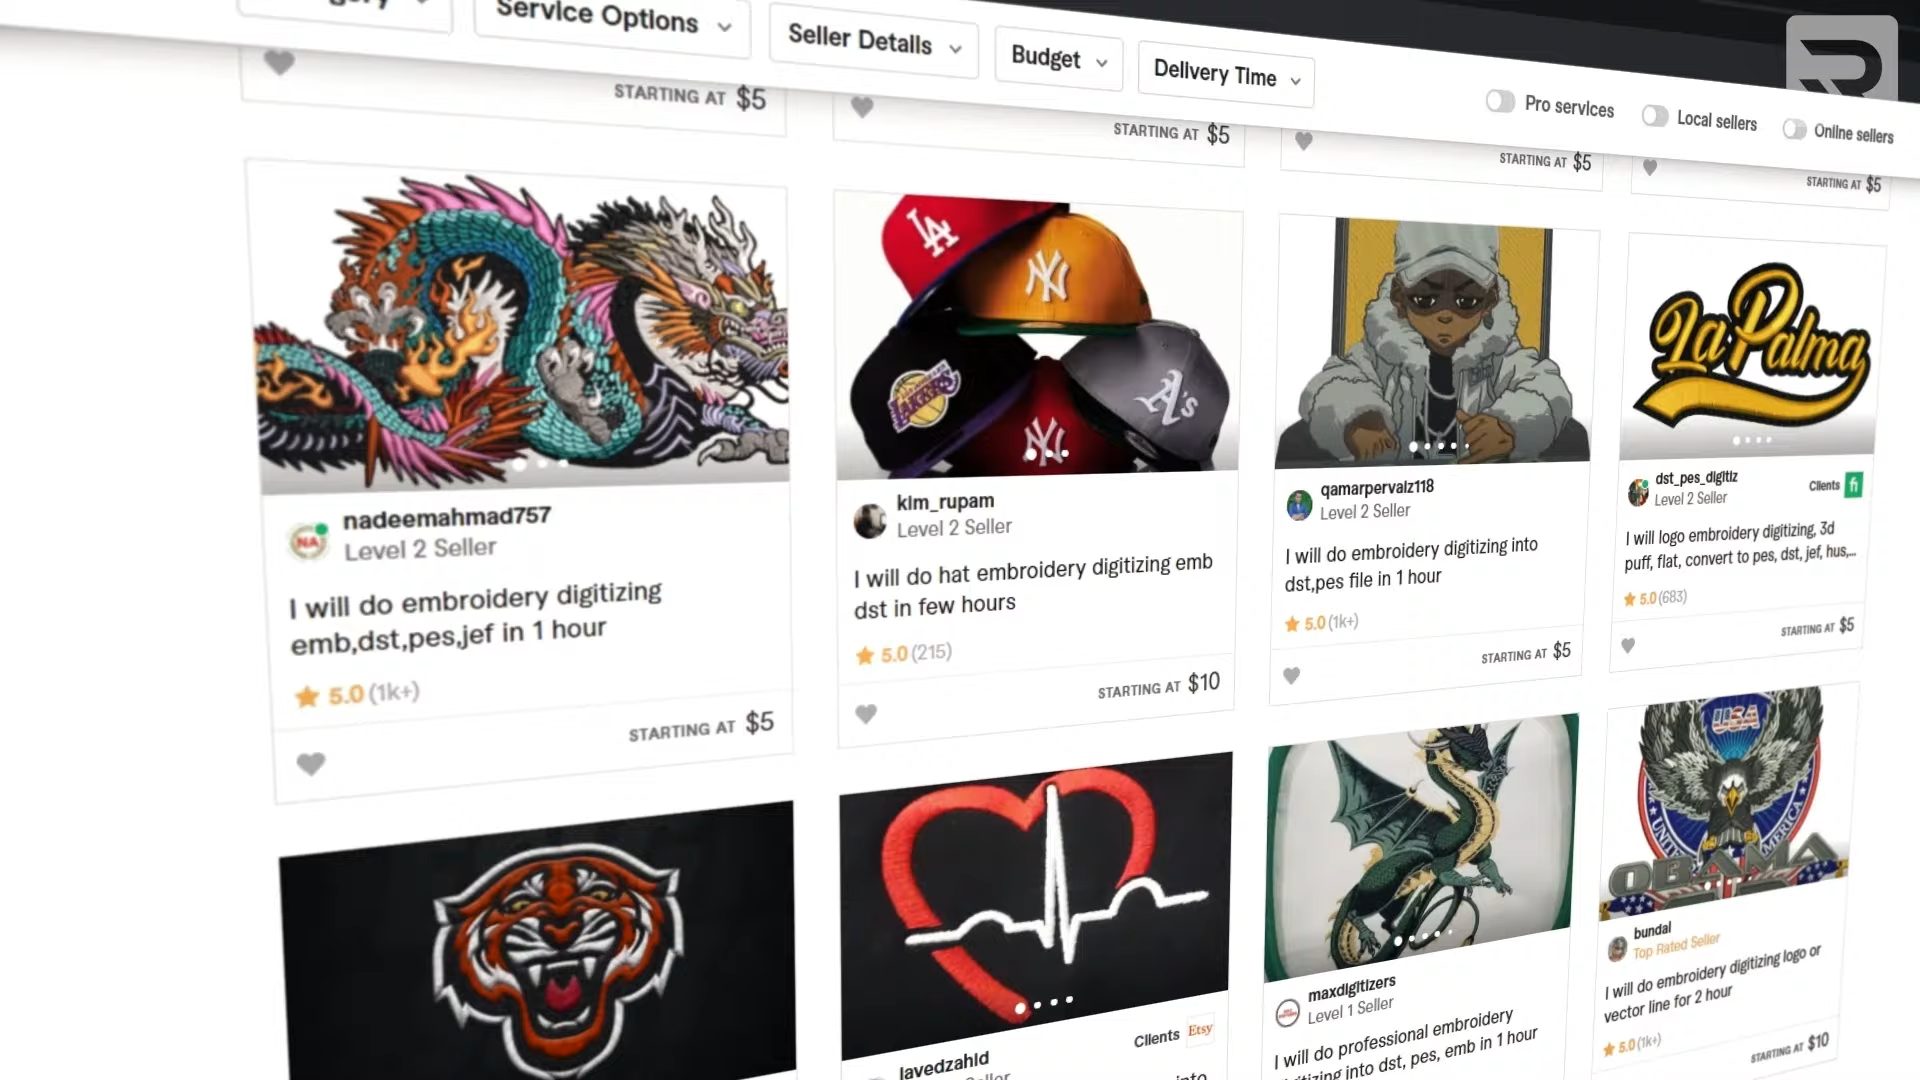 Service Options
Seller Details
Budget
Delivery Time
Pro services
Local sellers
Online sellers
STARTING AT $5
STARTING AT $5
STARTING AT $5
STARTING AT $5
LA
NY
LAKERS
NY
A's
La Palma
NA
nadeemahmad757
Level 2 Seller
I will do embroidery digitizing
emb,dst,pes,jef in 1 hour
5.0 (1k+)
STARTING AT $5
kim_rupam
Level 2 Seller
I will do hat embroidery digitizing emb
dst in few hours
5.0 (215)
STARTING AT $10
qamarpervaiz118
Level 2 Seller
I will do embroidery digitizing into
dst,pes file in 1 hour
5.0 (1k+)
STARTING AT $5
dst_pes_digitiz
Level 2 Seller
Clients fi
I will logo embroidery digitizing, 3d
puff, flat, convert to pes, dst, jef, hus,...
5.0 (683)
STARTING AT $5
USA
OBAMA
Clients Etsy
javedzahid
maxdigitizers
Level 1 Seller
I will do professional embroidery
digitizing into dst, pes, emb in 1 hour
bundal
Top Rated Seller
I will do embroidery digitizing logo or
vector line for 2 hour
5.0 (1k+)
STARTING AT $10